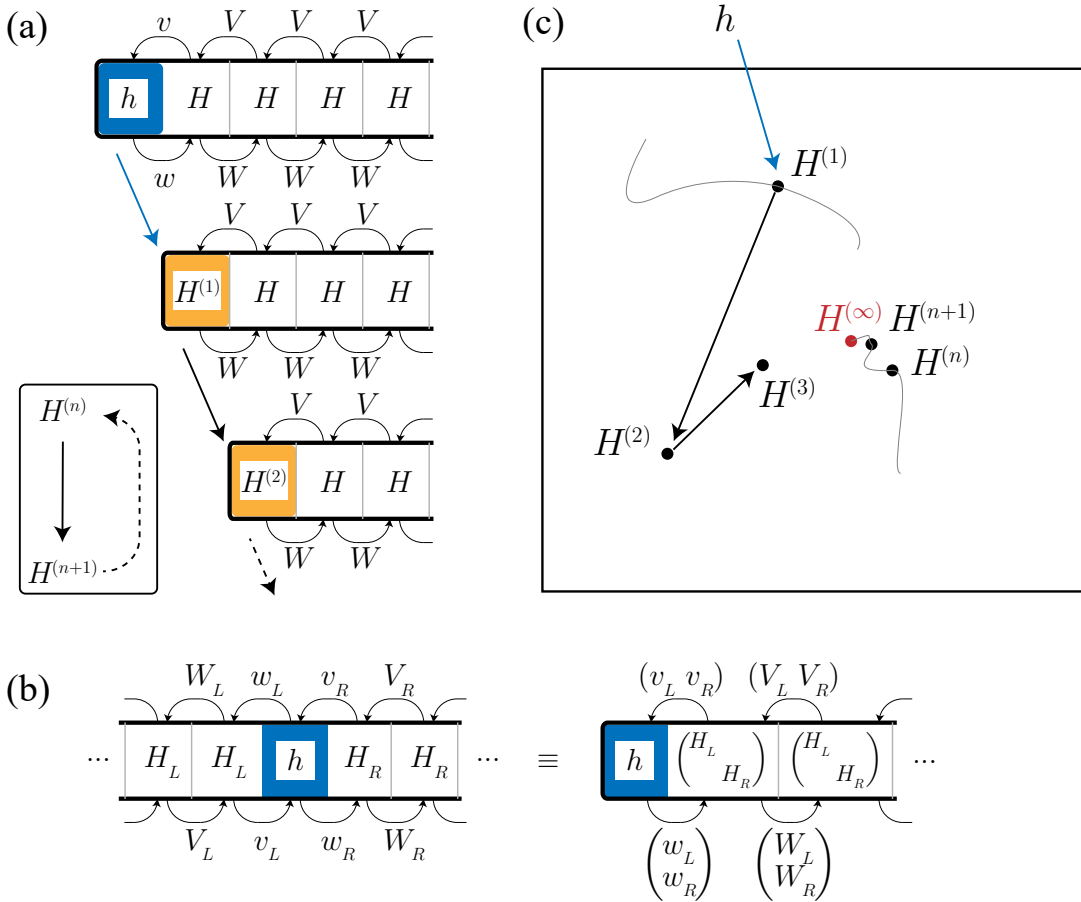 (a)
v V V V
h H H H H
w W W W
V V V
H^{(1)} H H H
W W W
V V
H^{(2)} H H
W W
H^{(n)}
H^{(n+1)}
(c)
h
H^{(1)}
H^{(∞)} H^{(n+1)}
H^{(n)}
H^{(3)}
H^{(2)}
(b)
W_L w_L v_R V_R
··· H_L H_L h H_R H_R ···
V_L v_L w_R W_R
≡
(v_L v_R) (V_L V_R)
h (H_L H_R) (H_L H_R) ···
(w_L w_R) (W_L W_R)